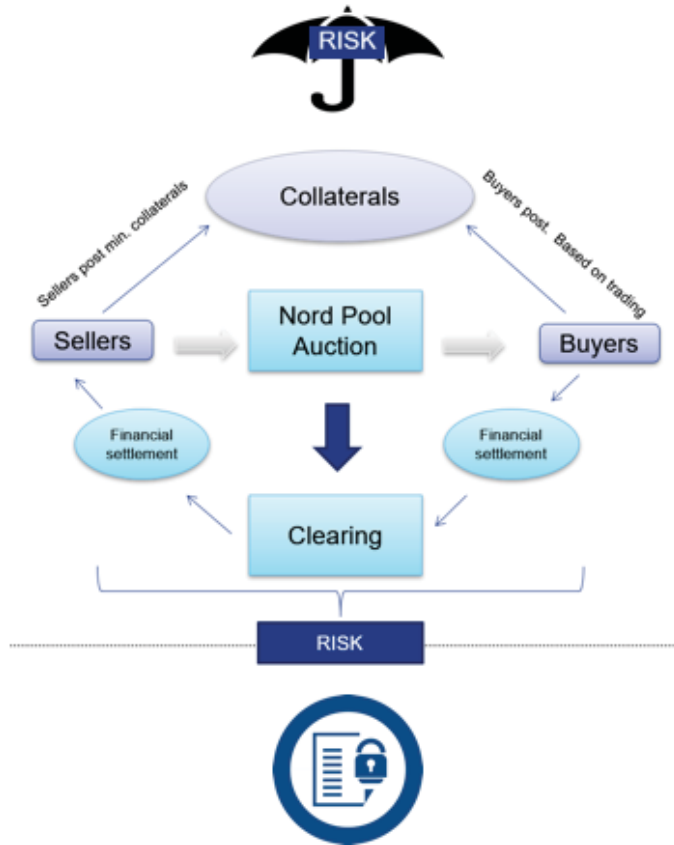 RISK
Collaterals
Sellers post min. collaterals
Buyers post. Based on trading
Sellers
Nord Pool
Auction
Buyers
Financial
settlement
Financial
settlement
Clearing
RISK